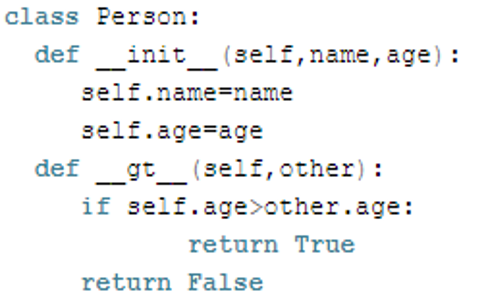 class Person:
  def __init__(self,name,age):
     self.name=name
     self.age=age
  def __gt__(self,other):
     if self.age>other.age:
            return True
     return False